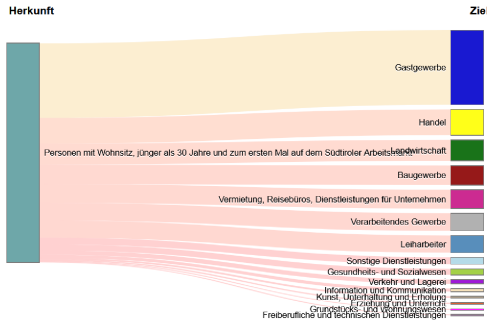 Herkunft
Ziel
Gastgewerbe
Handel
Personen mit Wohnsitz, jünger als 30 Jahre und zum ersten Mal auf dem Südtiroler
Landwirtschaft
Baugewerbe
Vermietung, Reisebüros, Dienstleistungen für Unternehmen
Verarbeitendes Gewerbe
Leiharbeiter
Sonstige Dienstleistungen
Gesundheits- und Sozialwesen
Verkehr und Lagerei
Information und Kommunikation
Kunst, Unterhaltung und Erholung
Erziehung und Unterricht
Grundstücks- und Wohnungswesen
Freiberufliche und technischen Dienstleistungen